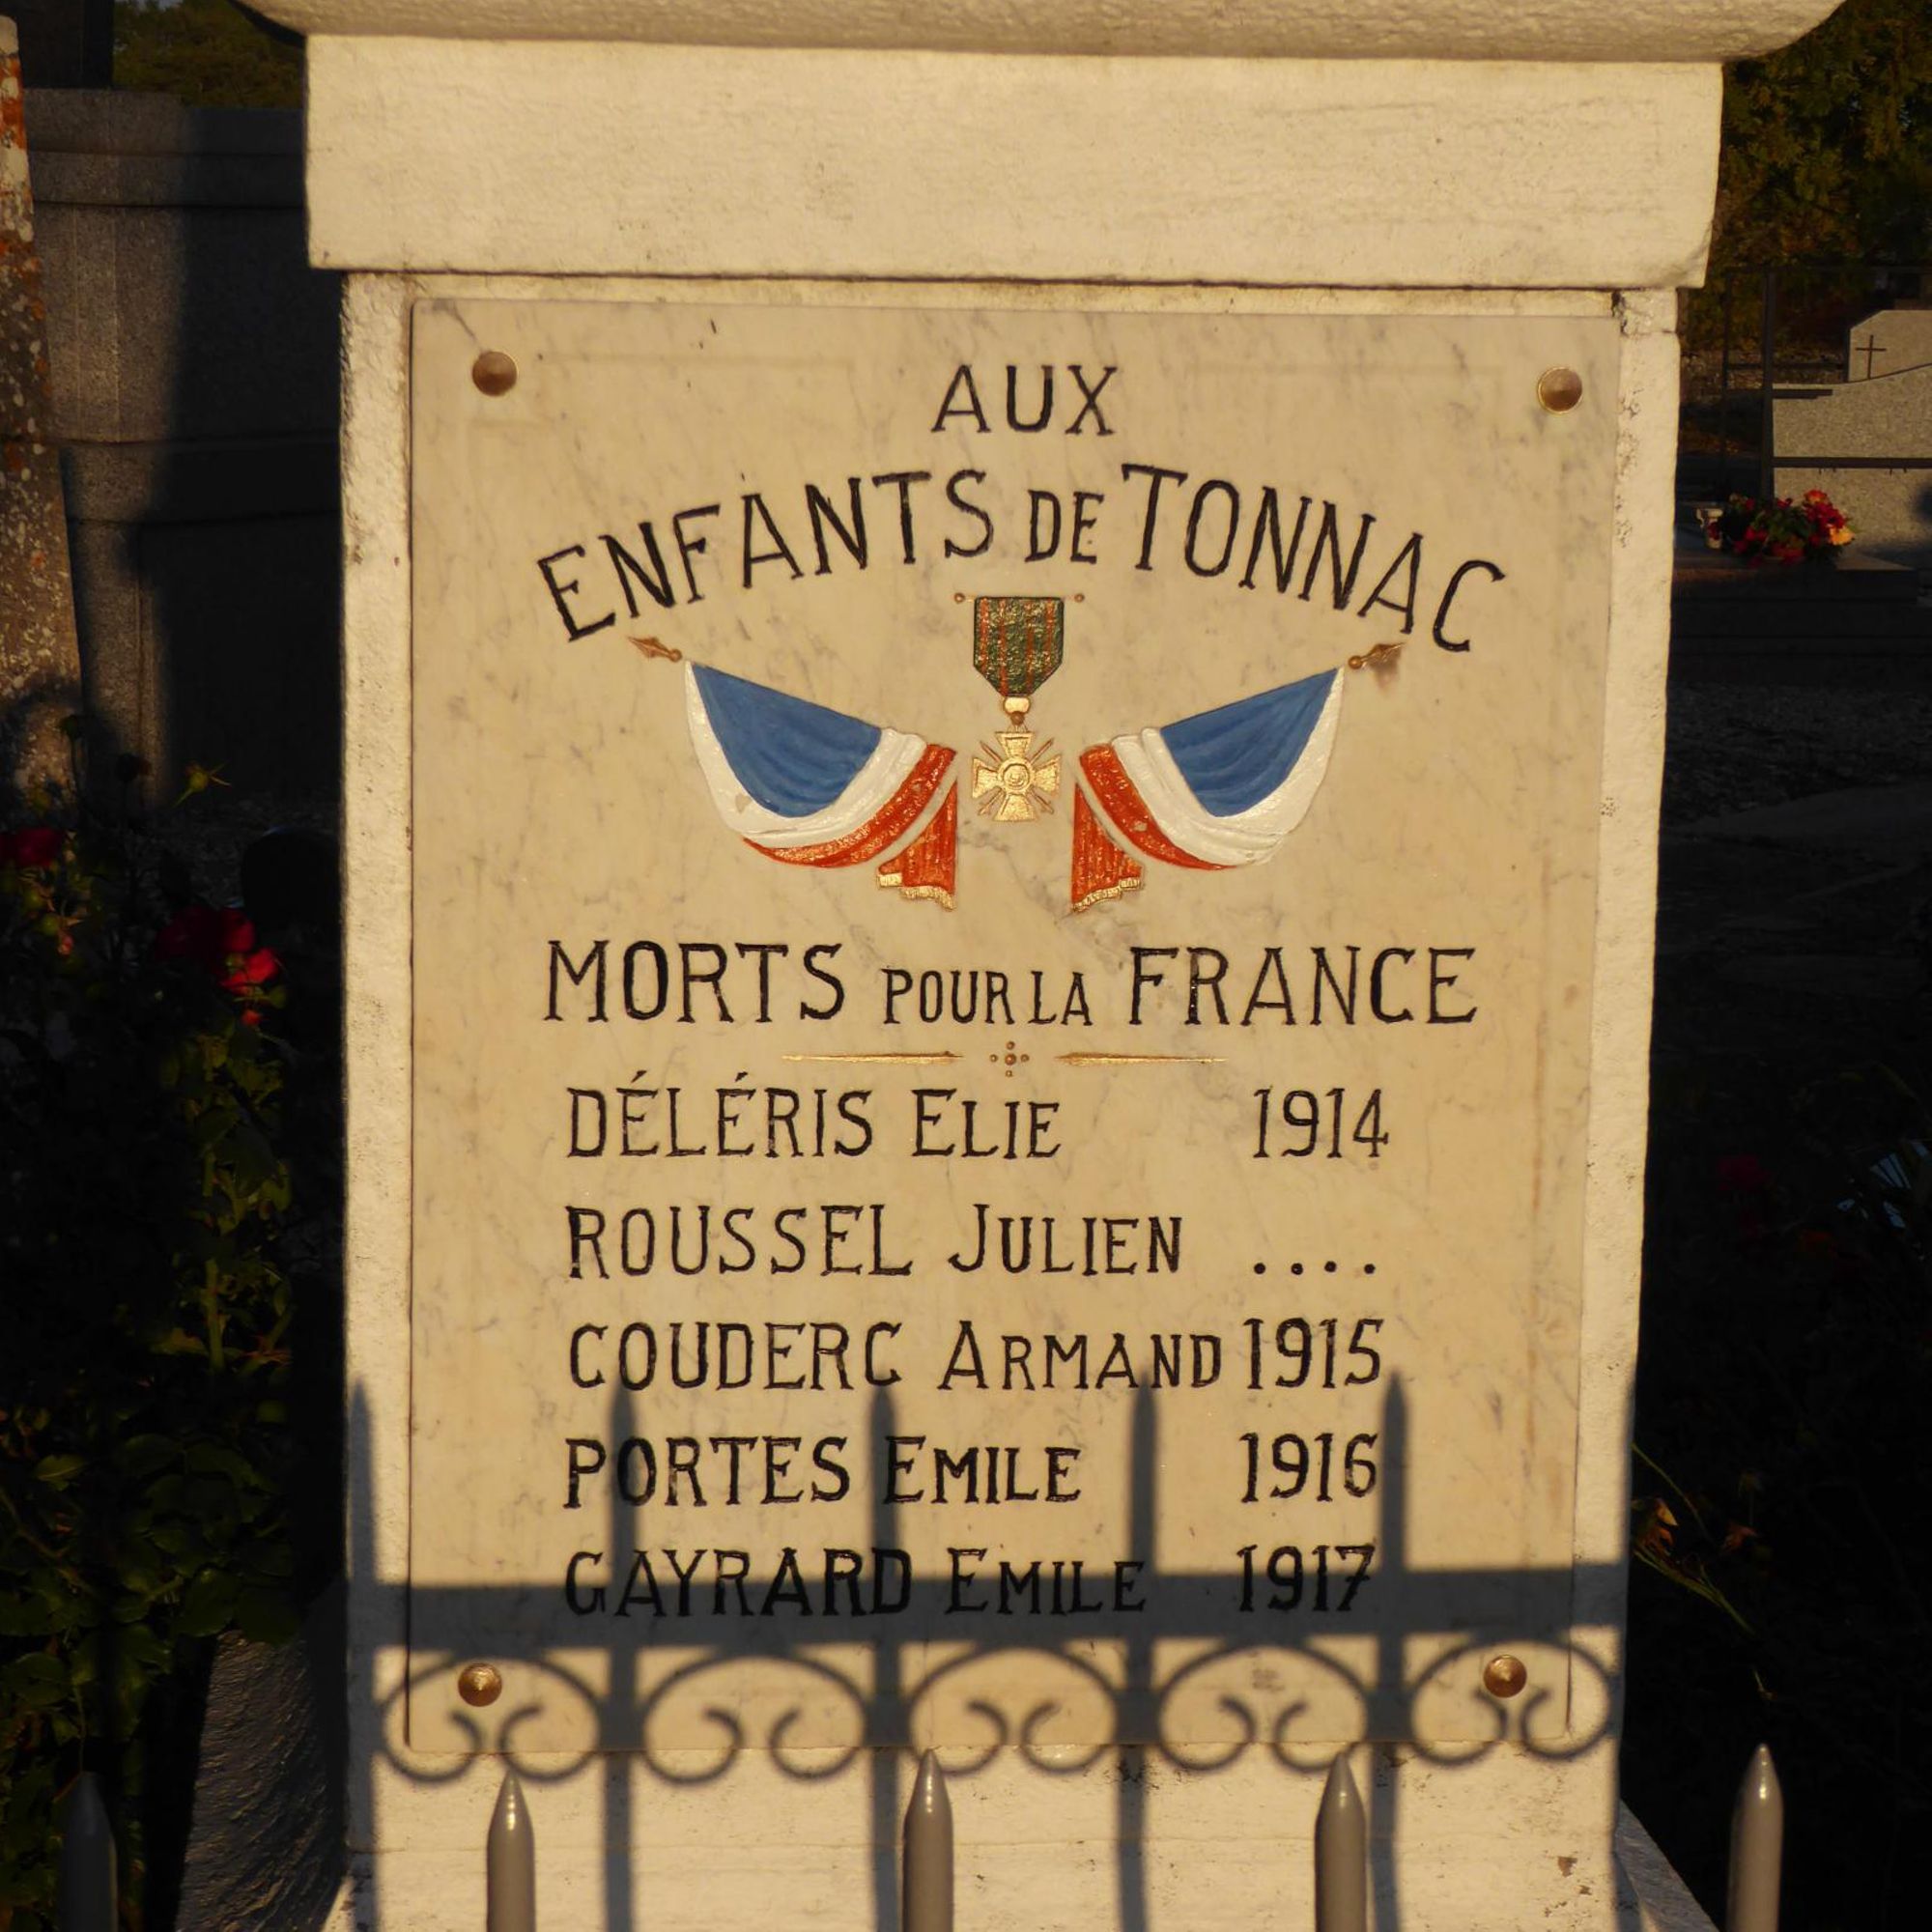 AUX
ENFANTS DE TONNAC
MORTS POUR LA FRANCE
DÉLÉRIS ELIE 1914
ROUSSEL JULIEN ....
COUDERC ARMAND 1915
PORTES EMILE 1916
GAYRARD EMILE 1917